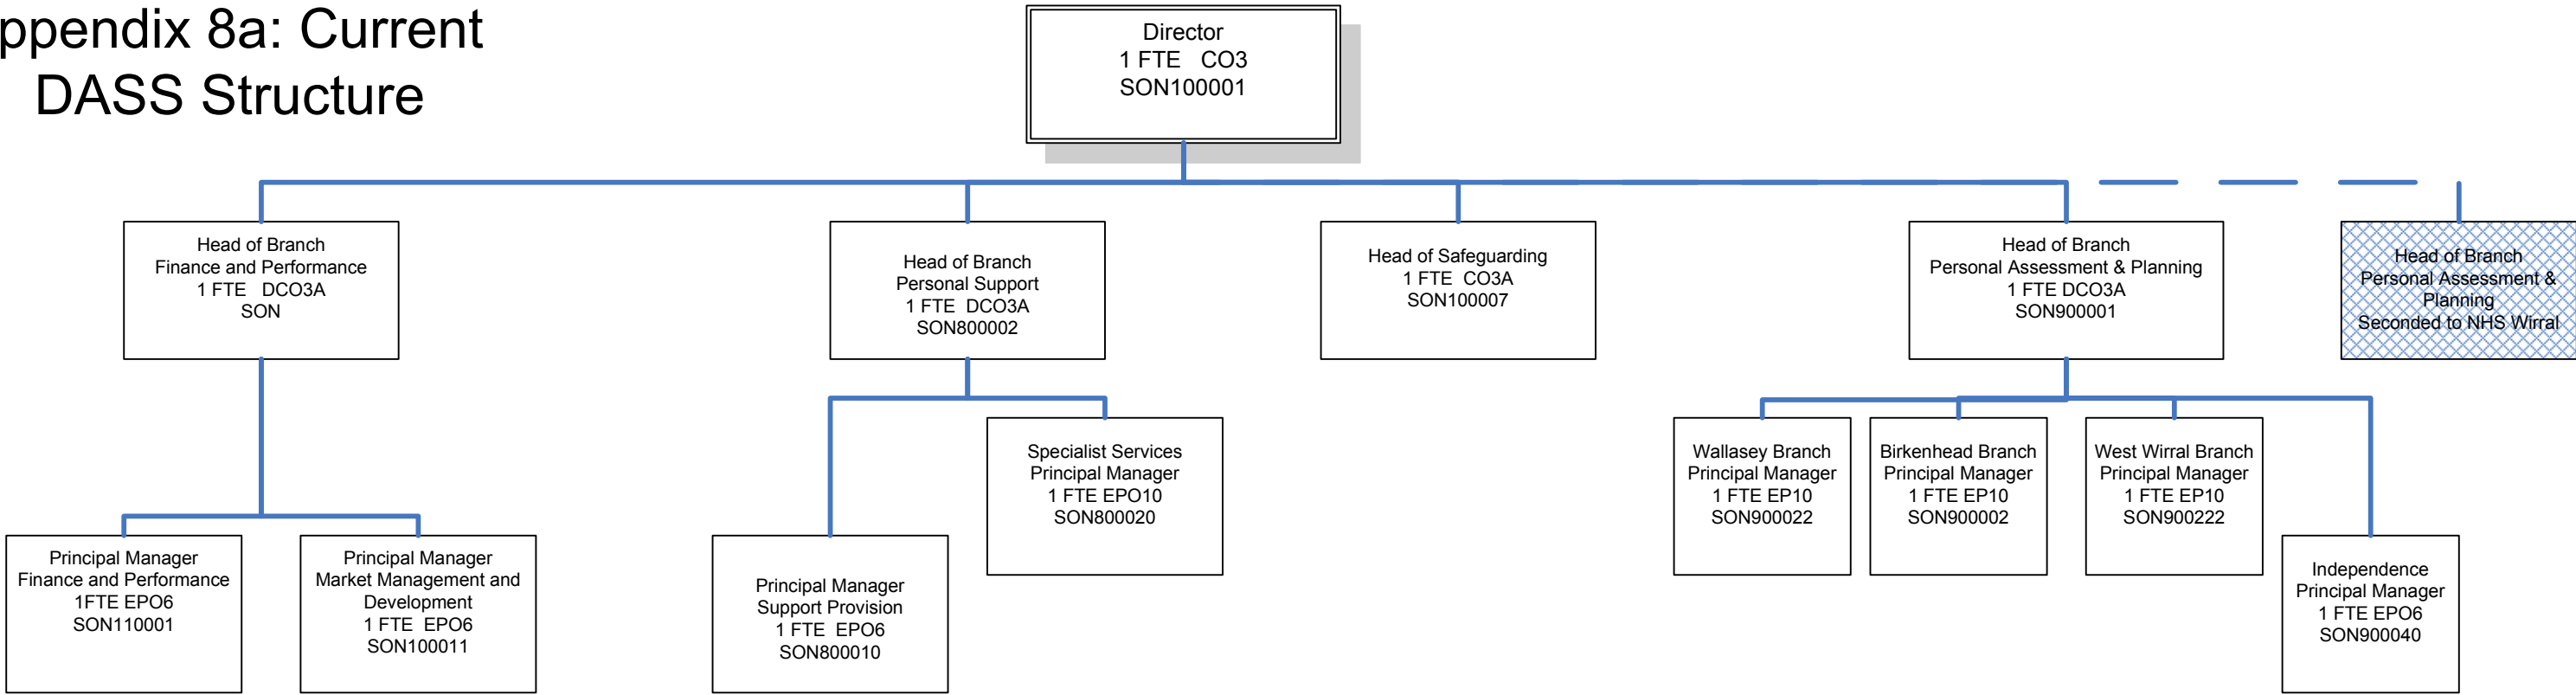 ppendix 8a: Current
DASS Structure
Director
1 FTE CO3
SON100001
Head of Branch
Finance and Performance
1 FTE DCO3A
SON
Head of Branch
Personal Support
1 FTE DCO3A
SON800002
Head of Safeguarding
1 FTE CO3A
SON100007
Head of Branch
Personal Assessment & Planning
1 FTE DCO3A
SON900001
Head of Branch
Personal Assessment &
Planning
Seconded to NHS Wirral
Specialist Services
Principal Manager
1 FTE EPO10
SON800020
Wallasey Branch
Principal Manager
1 FTE EP10
SON900022
Birkenhead Branch
Principal Manager
1 FTE EP10
SON900002
West Wirral Branch
Principal Manager
1 FTE EP10
SON900222
Principal Manager
Finance and Performance
1FTE EPO6
SON110001
Principal Manager
Market Management and
Development
1 FTE EPO6
SON100011
Principal Manager
Support Provision
1 FTE EPO6
SON800010
Independence
Principal Manager
1 FTE EPO6
SON900040